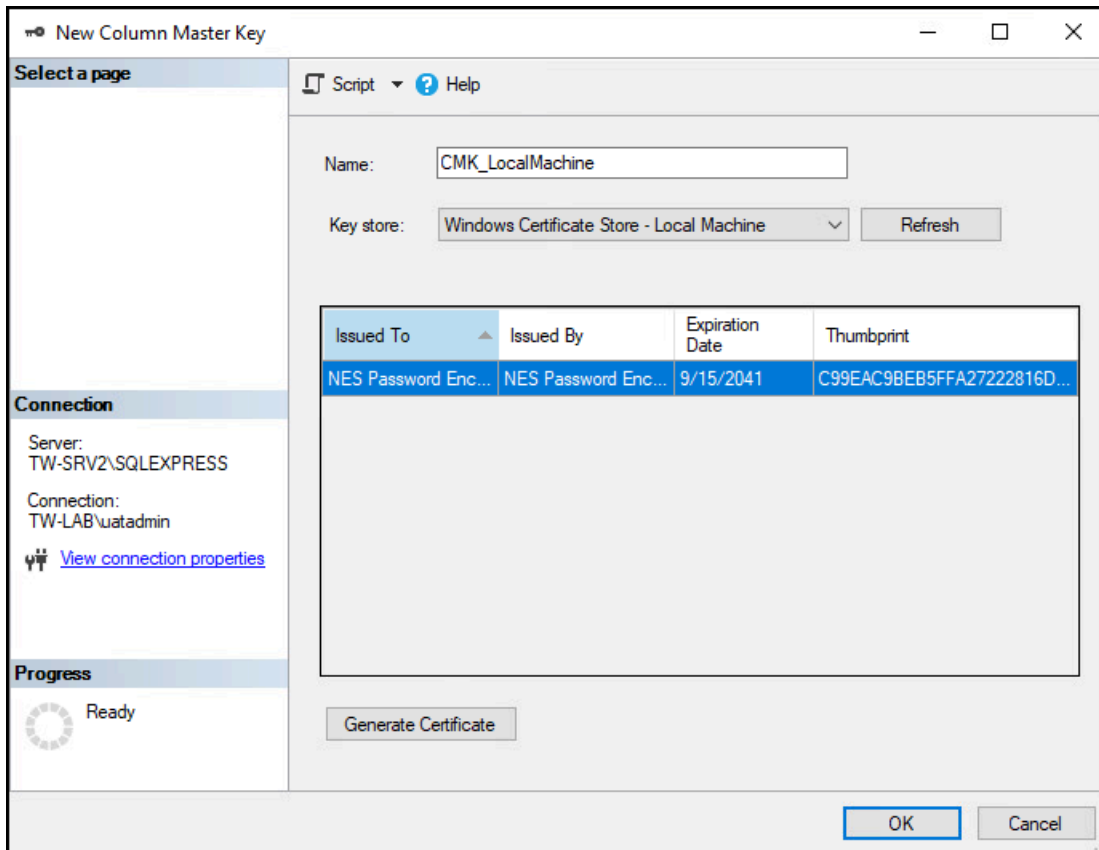 New Column Master Key
Select a page
Script
Help
Name:
CMK_LocalMachine
Key store:
Windows Certificate Store - Local Machine
Refresh
Issued To
Issued By
Expiration
Date
Thumbprint
NES Password Enc...
NES Password Enc...
9/15/2041
C99EAC9BEB5FFA27222816D...
Connection
Server:
TW-SRV2\SQLEXPRESS
Connection:
TW-LAB\uatadmin
View connection properties
Progress
Ready
Generate Certificate
OK
Cancel